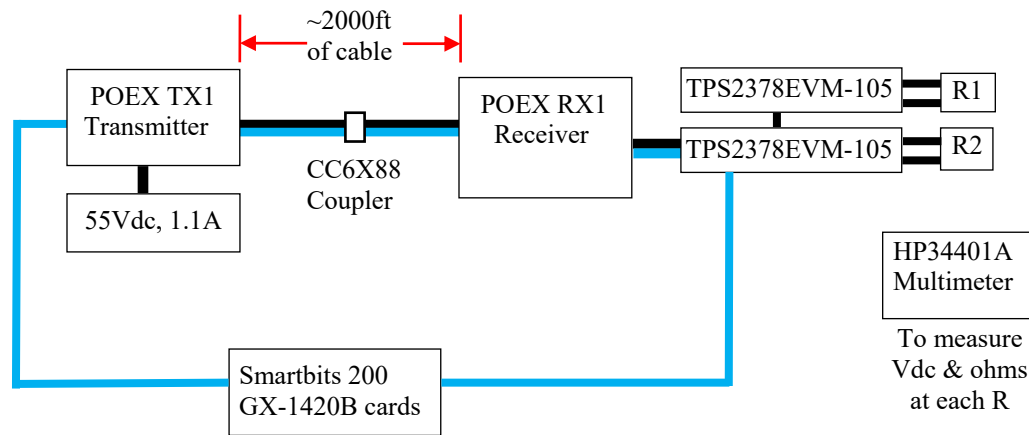 ~2000ft
of cable
POEX TX1
Transmitter
POEX RX1
Receiver
TPS2378EVM-105
R1
TPS2378EVM-105
R2
CC6X88
Coupler
55Vdc, 1.1A
HP34401A
Multimeter
To measure
Vdc & ohms
at each R
Smartbits 200
GX-1420B cards